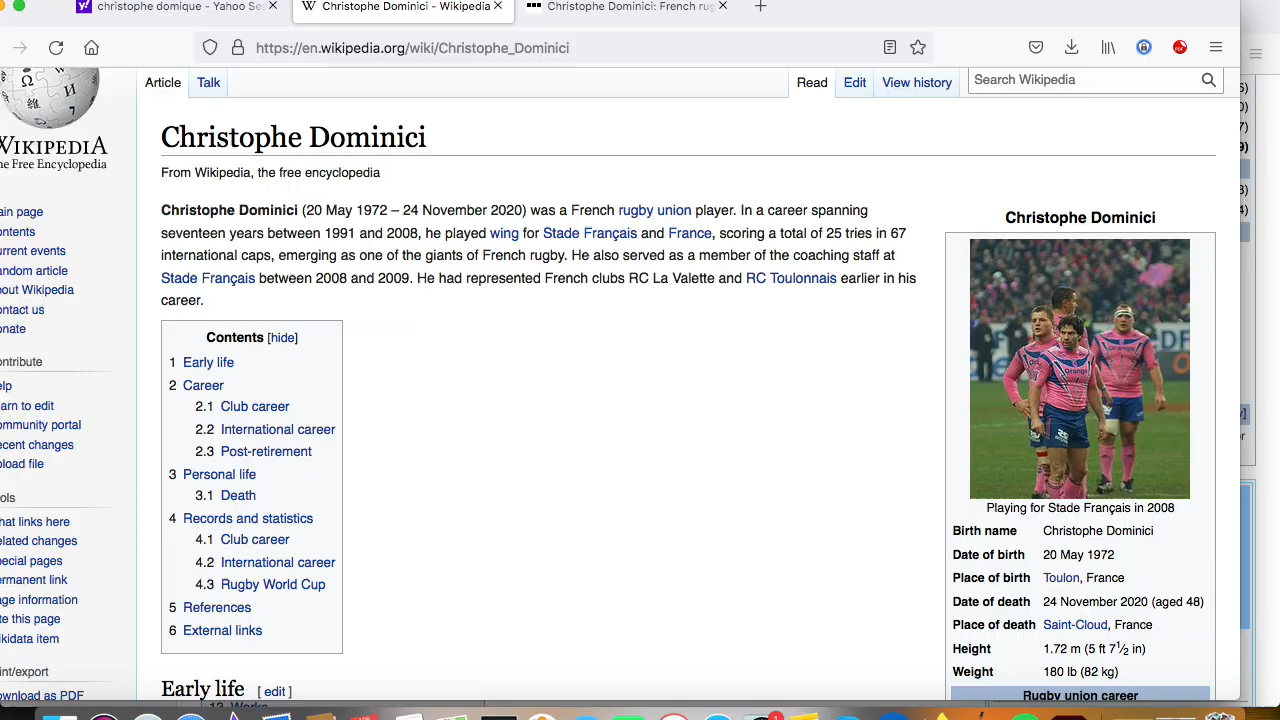 christophe domique - Yahoo Se
Christophe Dominici - Wikipedia
Christophe Dominici: French rug
https://en.wikipedia.org/wiki/Christophe_Dominici
Article
Talk
Read
Edit
View history
Search Wikipedia
WIKIPEDIA
The Free Encyclopedia
Christophe Dominici
From Wikipedia, the free encyclopedia
Christophe Dominici (20 May 1972 – 24 November 2020) was a French rugby union player. In a career spanning
seventeen years between 1991 and 2008, he played wing for Stade Français and France, scoring a total of 25 tries in 67
international caps, emerging as one of the giants of French rugby. He also served as a member of the coaching staff at
Stade Français between 2008 and 2009. He had represented French clubs RC La Valette and RC Toulonnais earlier in his
career.
ain page
ontents
urrent events
andom article
bout Wikipedia
ontact us
onate
ontribute
elp
earn to edit
ommunity portal
ecent changes
pload file
ools
hat links here
elated changes
pecial pages
ermanent link
age information
ite this page
ikidata item
rint/export
ownload as PDF
Contents [hide]
1 Early life
2 Career
2.1 Club career
2.2 International career
2.3 Post-retirement
3 Personal life
3.1 Death
4 Records and statistics
4.1 Club career
4.2 International career
4.3 Rugby World Cup
5 References
6 External links
Early life [ edit ]
Christophe Dominici
Orange
Orange
Playing for Stade Français in 2008
Birth name Christophe Dominici
Date of birth 20 May 1972
Place of birth Toulon, France
Date of death 24 November 2020 (aged 48)
Place of death Saint-Cloud, France
Height 1.72 m (5 ft 7 1⁄2 in)
Weight 180 lb (82 kg)
Rugby union career